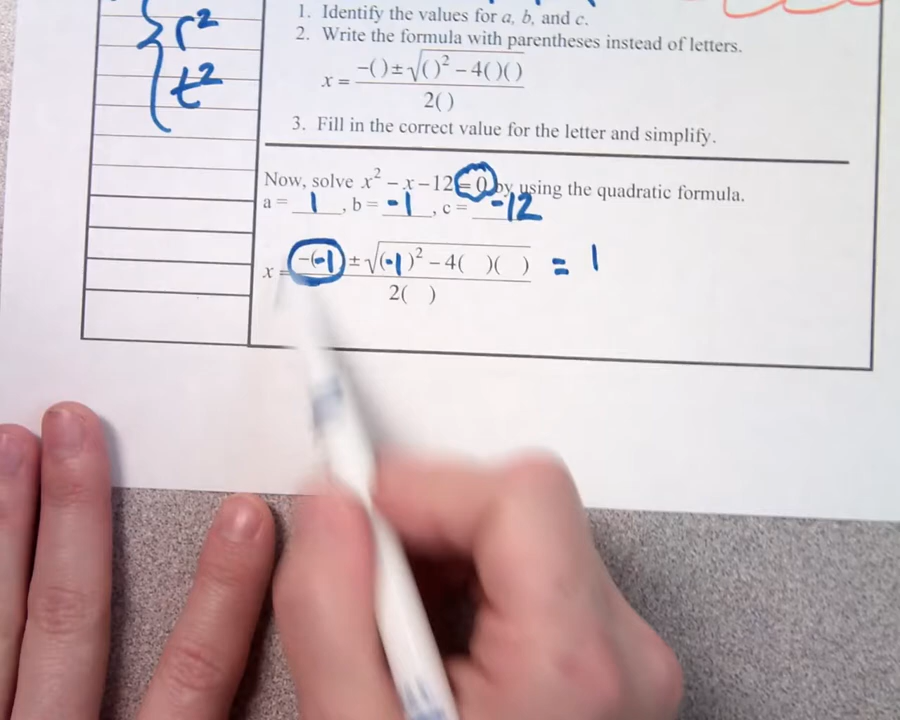 r²
t²
1. Identify the values for a, b, and c.
2. Write the formula with parentheses instead of letters.
x = −( ) ± √( )² − 4( )( )
2( )
3. Fill in the correct value for the letter and simplify.
Now, solve x² − x − 12 = 0 by using the quadratic formula.
a = 1 , b = -1 , c = -12
x = −(-1) ± √(-1)² − 4( )( ) = 1
2( )